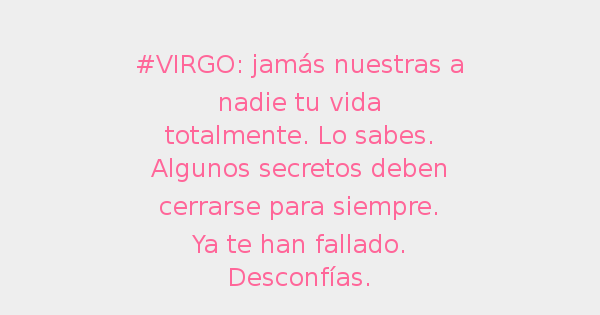 #VIRGO: jamás nuestras a
nadie tu vida
totalmente. Lo sabes.
Algunos secretos deben
cerrarse para siempre.
Ya te han fallado.
Desconfías.